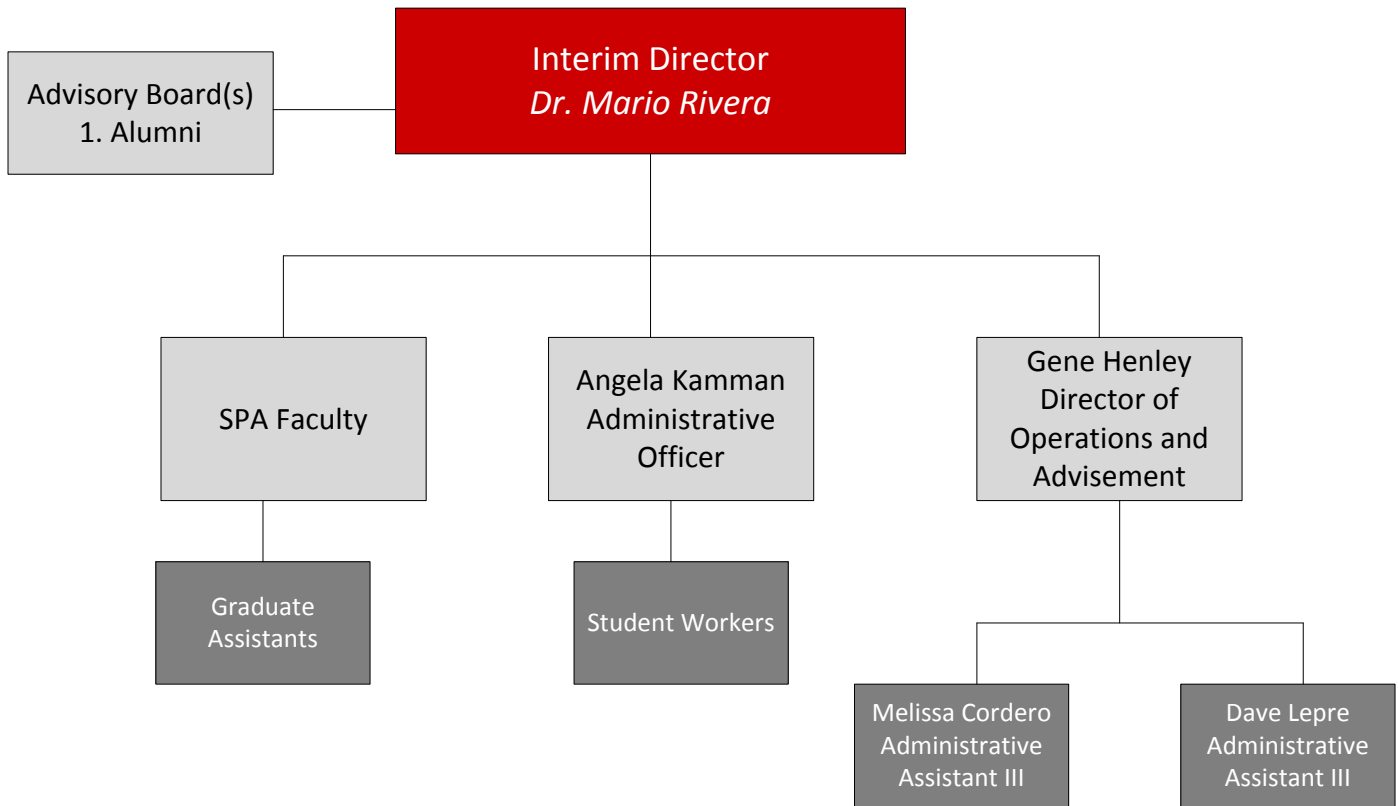 Interim Director
Dr. Mario Rivera
Advisory Board(s)
1. Alumni
SPA Faculty
Angela Kamman
Administrative
Officer
Gene Henley
Director of
Operations and
Advisement
Graduate
Assistants
Student Workers
Melissa Cordero
Administrative
Assistant III
Dave Lepre
Administrative
Assistant III